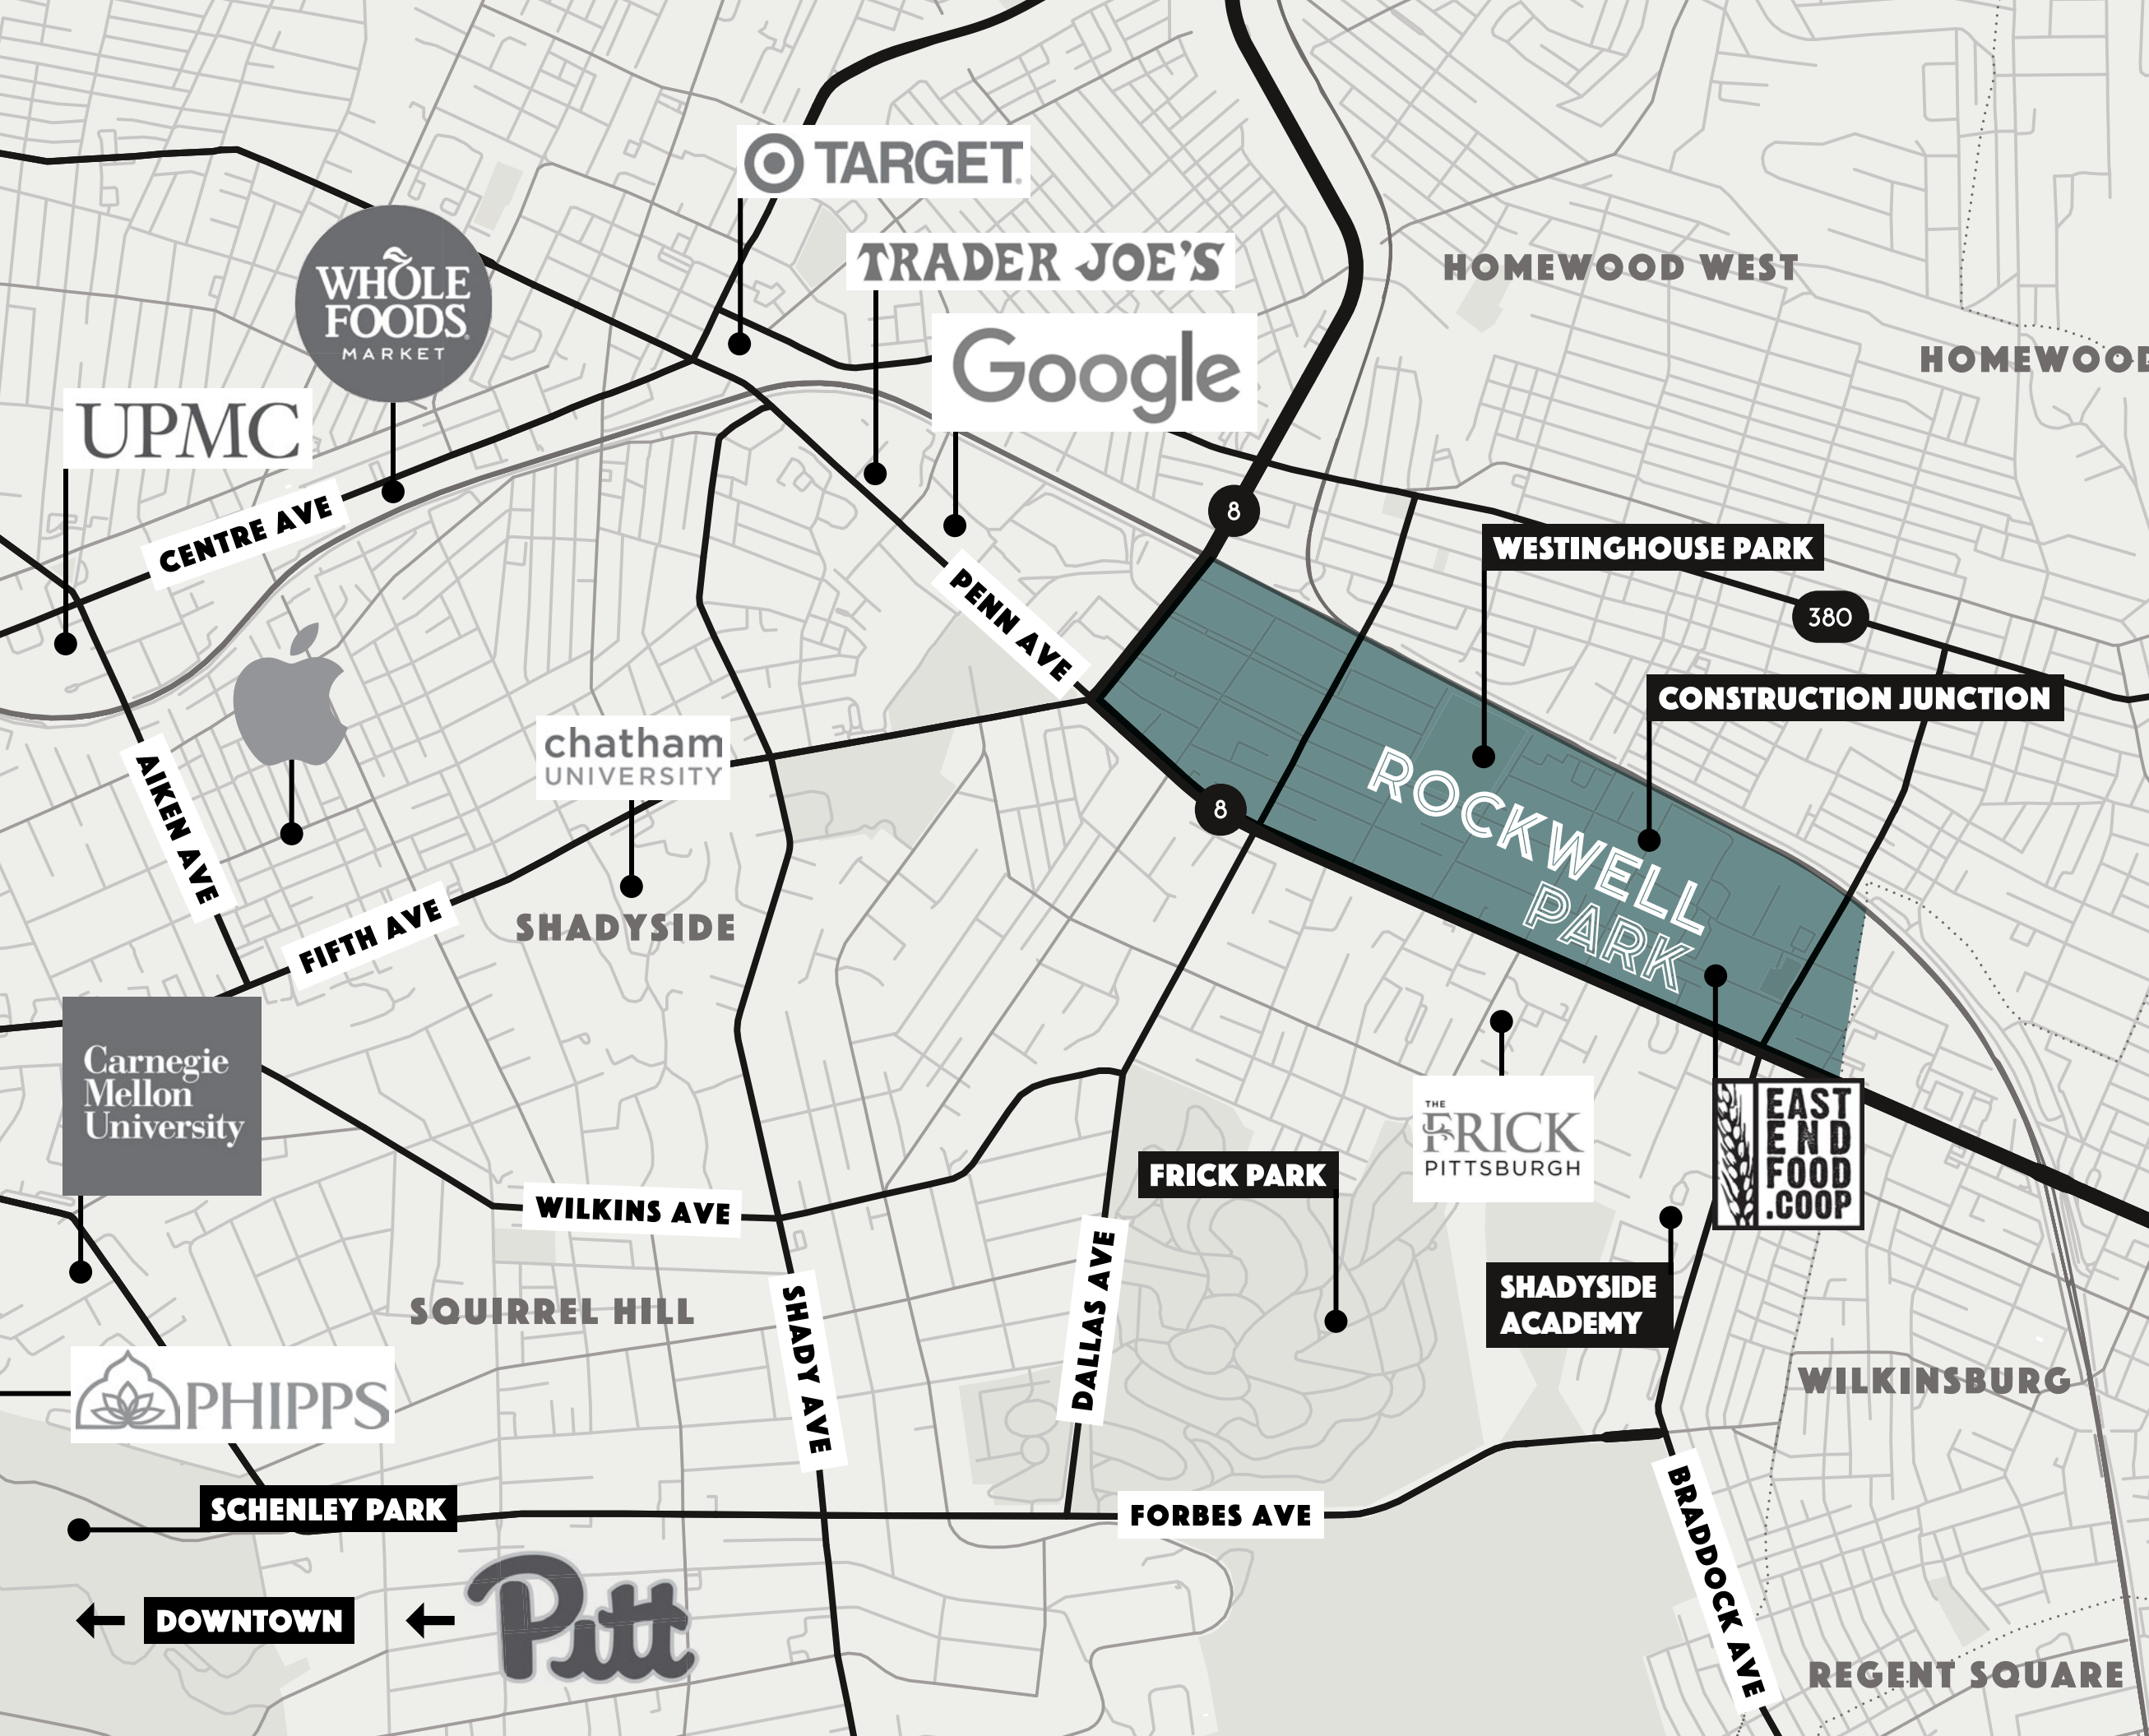 TARGET
TRADER JOE'S
HOMEWOOD WEST
WHOLE
FOODS
MARKET
Google
HOMEWOOD
UPMC
CENTRE AVE
8
WESTINGHOUSE PARK
PENN AVE
380
CONSTRUCTION JUNCTION
chatham
UNIVERSITY
AIKEN AVE
8
ROCKWELL
PARK
FIFTH AVE
SHADYSIDE
Carnegie
Mellon
University
THE
FRICK
PITTSBURGH
EAST
END
FOOD
.COOP
FRICK PARK
WILKINS AVE
SHADYSIDE
ACADEMY
SQUIRREL HILL
SHADY AVE
DALLAS AVE
WILKINSBURG
PHIPPS
SCHENLEY PARK
FORBES AVE
BRADDOCK AVE
DOWNTOWN
Pitt
REGENT SQUARE